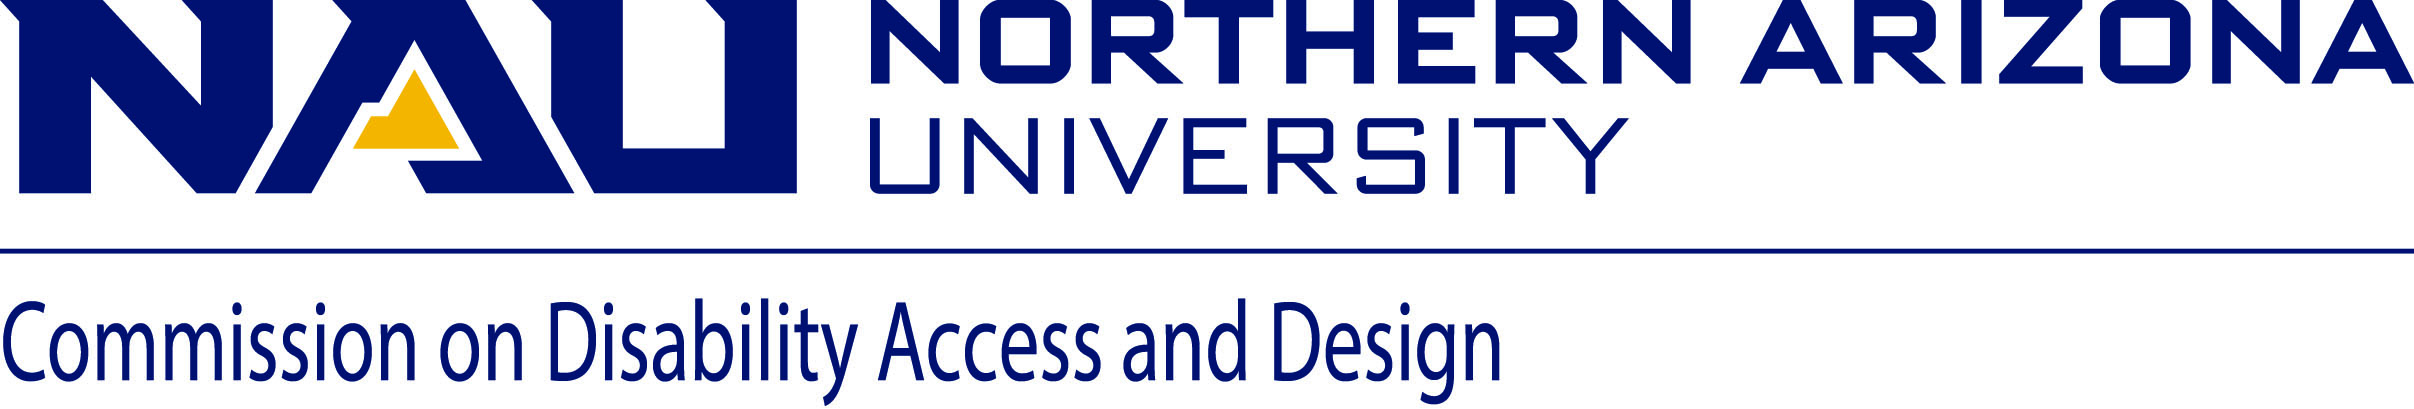 NAU NORTHERN ARIZONA
UNIVERSITY
Commission on Disability Access and Design